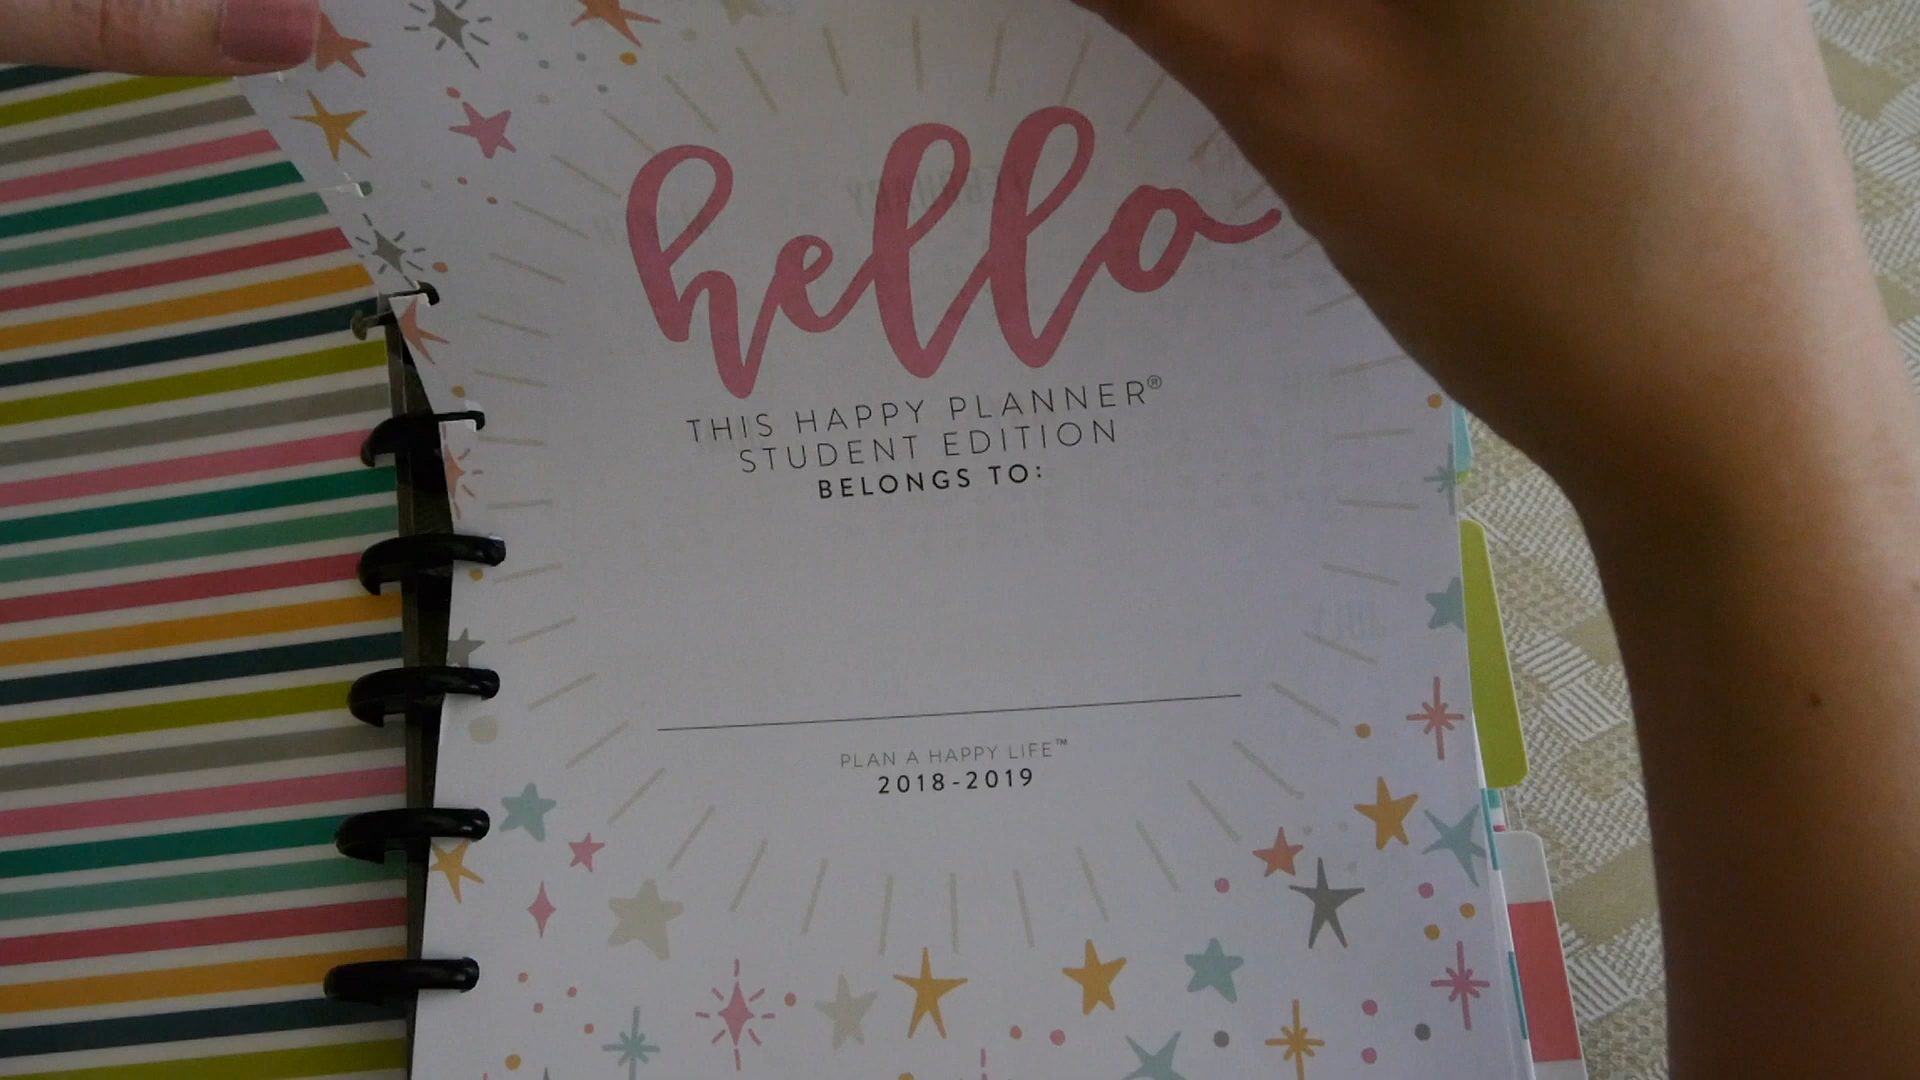 hello
THIS HAPPY PLANNER®
STUDENT EDITION
BELONGS TO:
PLAN A HAPPY LIFE™
2018-2019